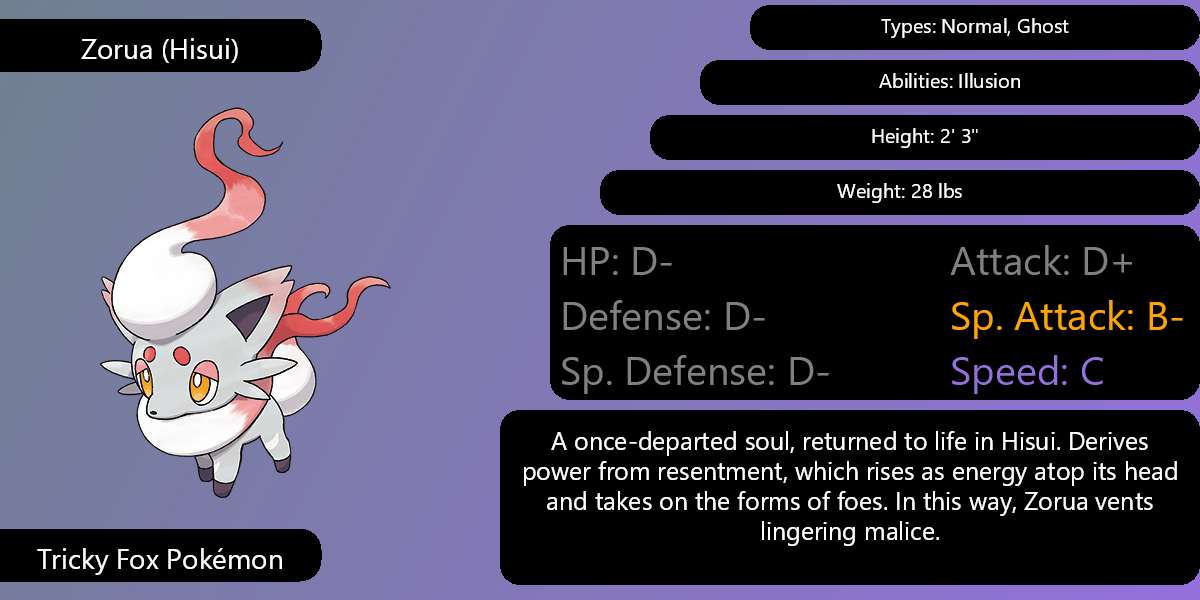 Zorua (Hisui)
Types: Normal, Ghost
Abilities: Illusion
Height: 2' 3"
Weight: 28 lbs
HP: D-
Attack: D+
Defense: D-
Sp. Attack: B-
Sp. Defense: D-
Speed: C
A once-departed soul, returned to life in Hisui. Derives
power from resentment, which rises as energy atop its head
and takes on the forms of foes. In this way, Zorua vents
lingering malice.
Tricky Fox Pokémon